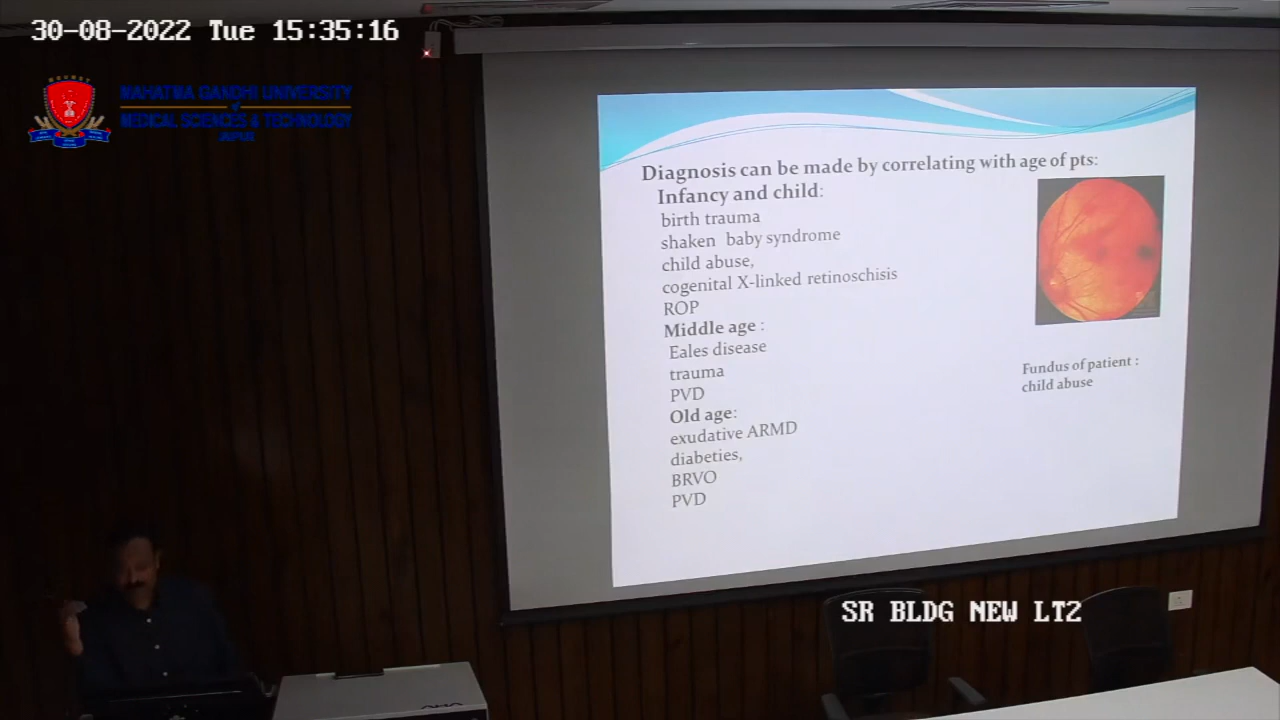 30-08-2022 Tue 15:35:16
MAHATMA GANDHI UNIVERSITY
of
MEDICAL SCIENCES & TECHNOLOGY
JAIPUR
Diagnosis can be made by correlating with age of pts:
Infancy and child:
birth trauma
shaken baby syndrome
child abuse,
cogenital X-linked retinoschisis
ROP
Middle age :
Eales disease
trauma
PVD
Old age:
exudative ARMD
diabeties,
BRVO
PVD
Fundus of patient :
child abuse
SR BLDG NEW LT2